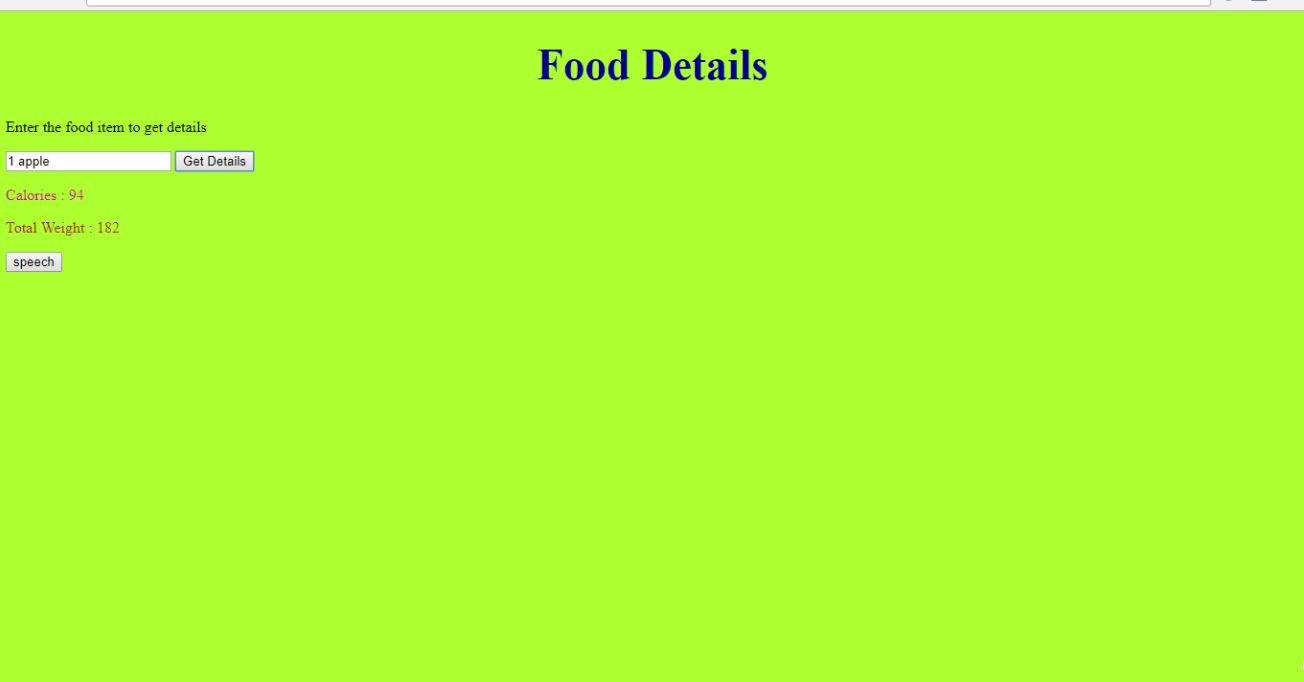 Food Details
Enter the food item to get details
1 apple Get Details
Calories : 94
Total Weight : 182
speech